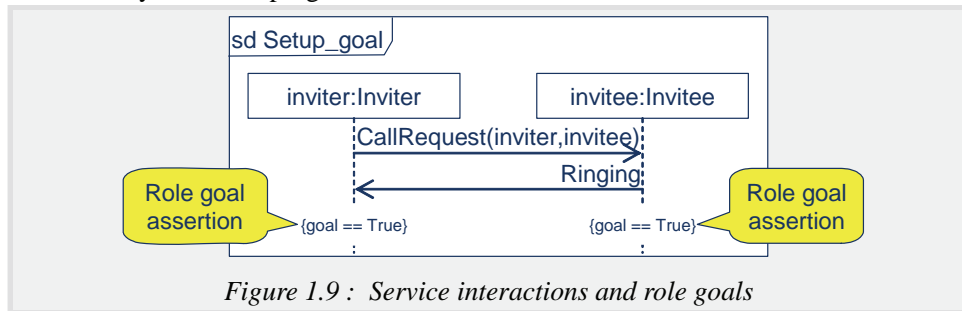 sd Setup_goal
inviter:Inviter
invitee:Invitee
CallRequest(inviter,invitee)
Ringing
Role goal
assertion
{goal == True}
{goal == True}
Role goal
assertion
Figure 1.9 : Service interactions and role goals